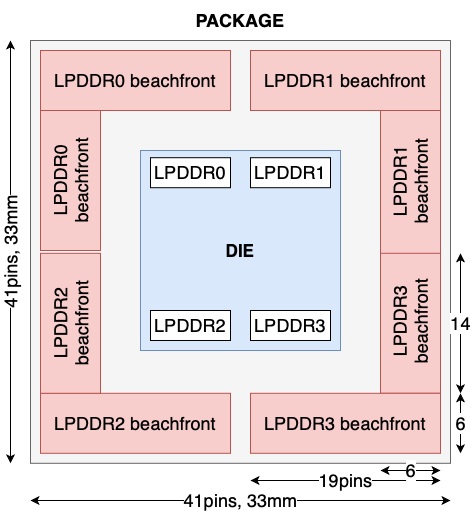 PACKAGE
LPDDR0 beachfront
LPDDR1 beachfront
LPDDR0
beachfront
LPDDR1
beachfront
LPDDR0
LPDDR1
DIE
41pins, 33mm
LPDDR2
beachfront
LPDDR3
beachfront
14
LPDDR2
LPDDR3
LPDDR2 beachfront
LPDDR3 beachfront
6
6
19pins
41pins, 33mm